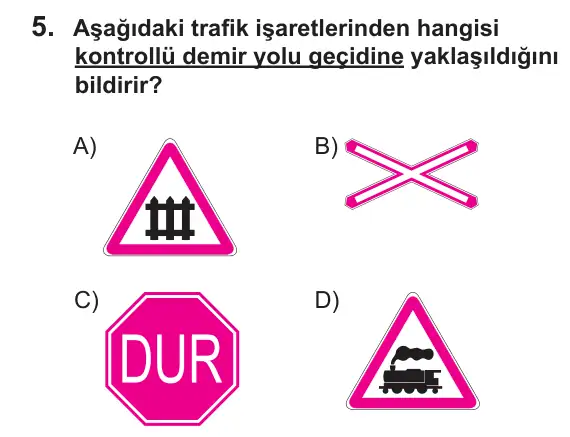 5. Aşağıdaki trafik işaretlerinden hangisi
kontrollü demir yolu geçidine yaklaşıldığını
bildirir?
A)
B)
C)
DUR
D)